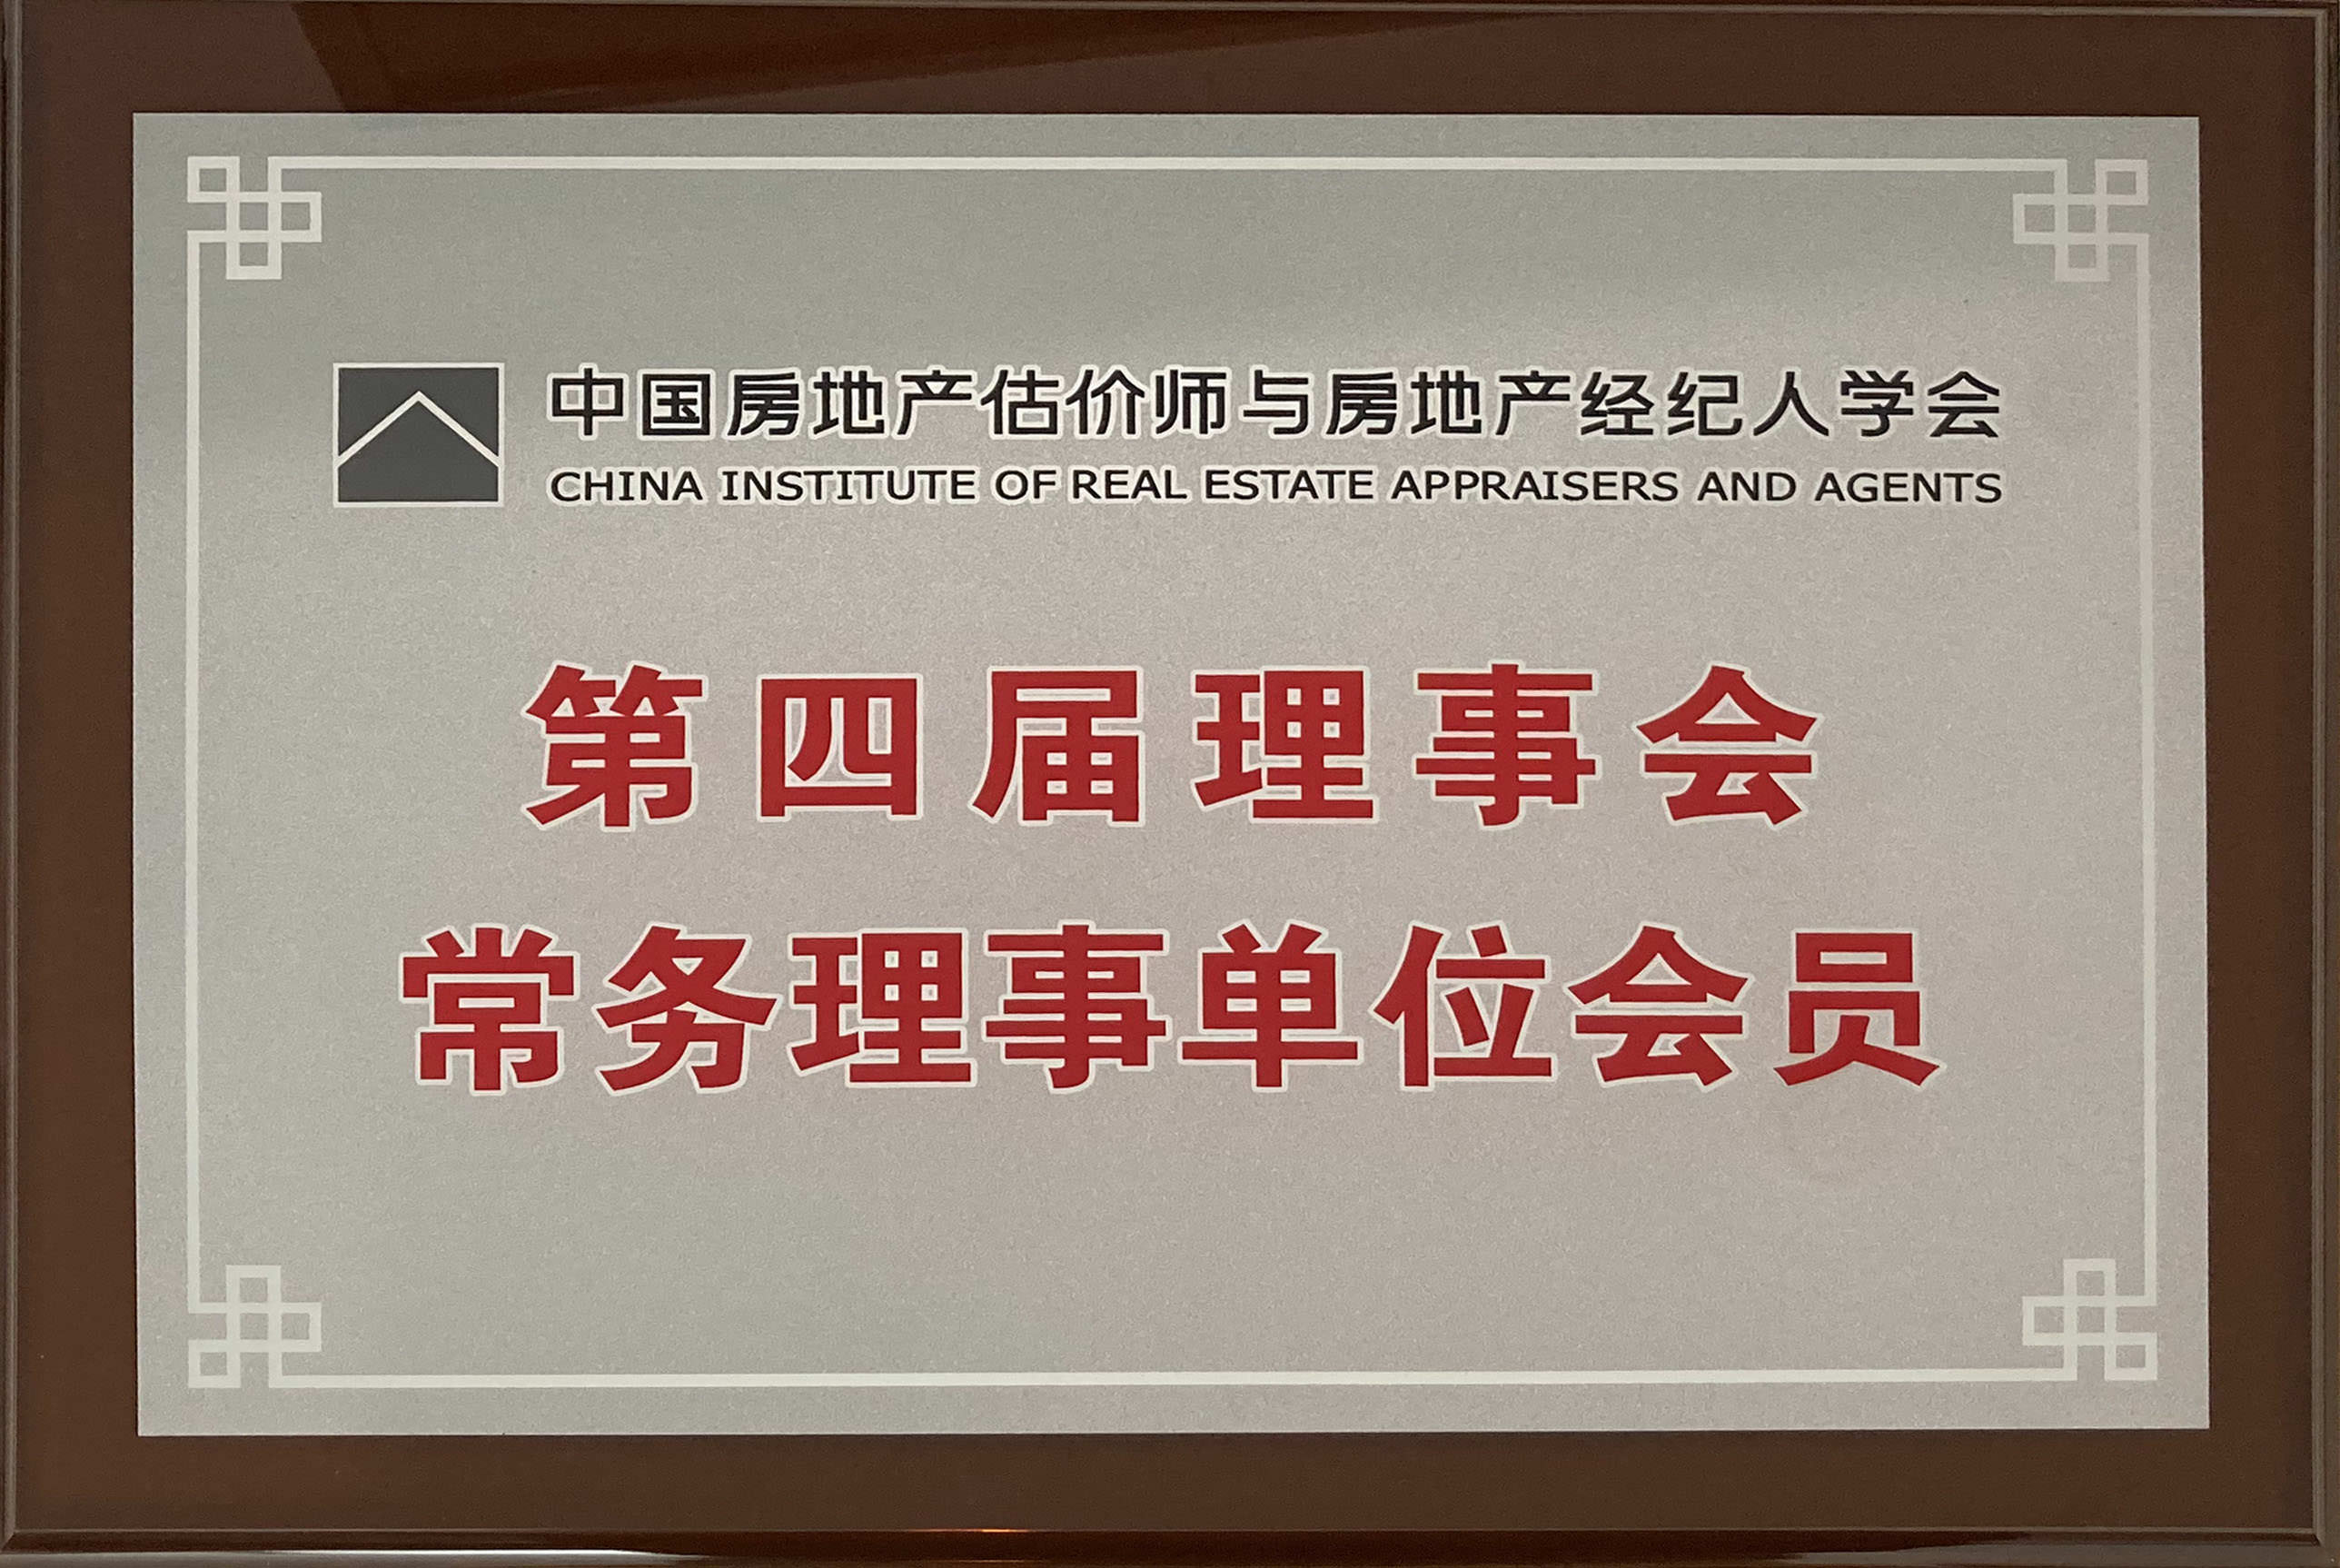 中国房地产估价师与房地产经纪人学会
CHINA INSTITUTE OF REAL ESTATE APPRAISERS AND AGENTS
第四届理事会
常务理事单位会员